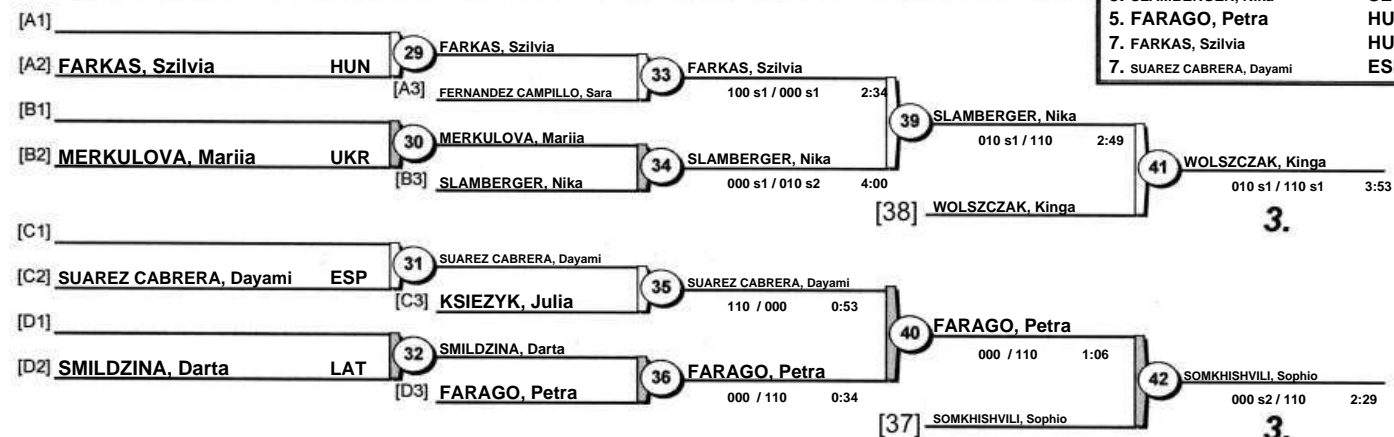 5. FARAGO, Petra HU
7. FARKAS, Szilvia HU
7. SUAREZ CABRERA, Dayami ES
[A1]
[A2] FARKAS, Szilvia HUN
29 FARKAS, Szilvia
[A3] FERNANDEZ CAMPILLO, Sara
33 FARKAS, Szilvia
100 s1 / 000 s1 2:34
[B1]
[B2] MERKULOVA, Mariia UKR
30 MERKULOVA, Mariia
[B3] SLAMBERGER, Nika
34 SLAMBERGER, Nika
000 s1 / 010 s2 4:00
39 SLAMBERGER, Nika
010 s1 / 110 2:49
[38] WOLSZCZAK, Kinga
41 WOLSZCZAK, Kinga
010 s1 / 110 s1 3:53
3.
[C1]
[C2] SUAREZ CABRERA, Dayami ESP
31 SUAREZ CABRERA, Dayami
[C3] KSIEZYK, Julia
35 SUAREZ CABRERA, Dayami
110 / 000 0:53
[D1]
[D2] SMILDZINA, Darta LAT
32 SMILDZINA, Darta
[D3] FARAGO, Petra
36 FARAGO, Petra
000 / 110 0:34
40 FARAGO, Petra
000 / 110 1:06
[37] SOMKHISHVILI, Sophio
42 SOMKHISHVILI, Sophio
000 s2 / 110 2:29
3.